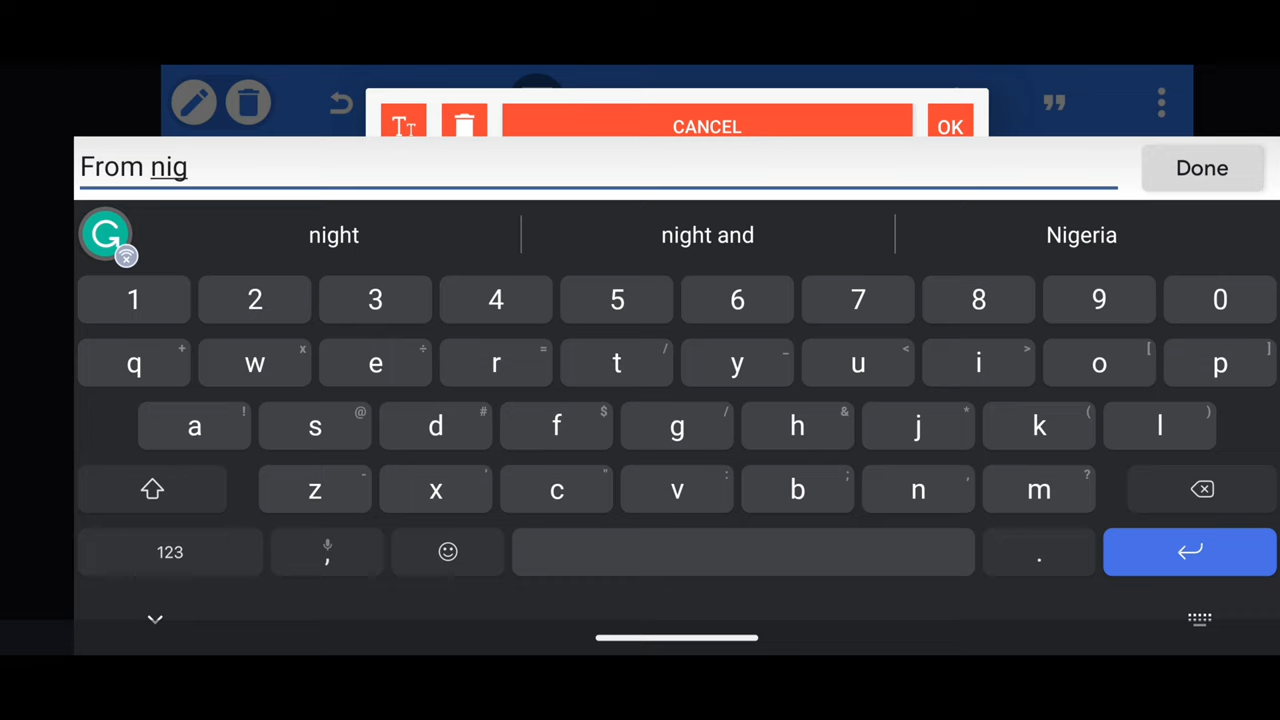 Tт CANCEL OK
From nig Done
night night and Nigeria
1 2 3 4 5 6 7 8 9 0
q + w x e ÷ r = t / y _ u < i > o [ p ]
a ! s @ d # f $ g / h & j * k ( l )
z - x ' c " v : b ; n , m ?
123 , .